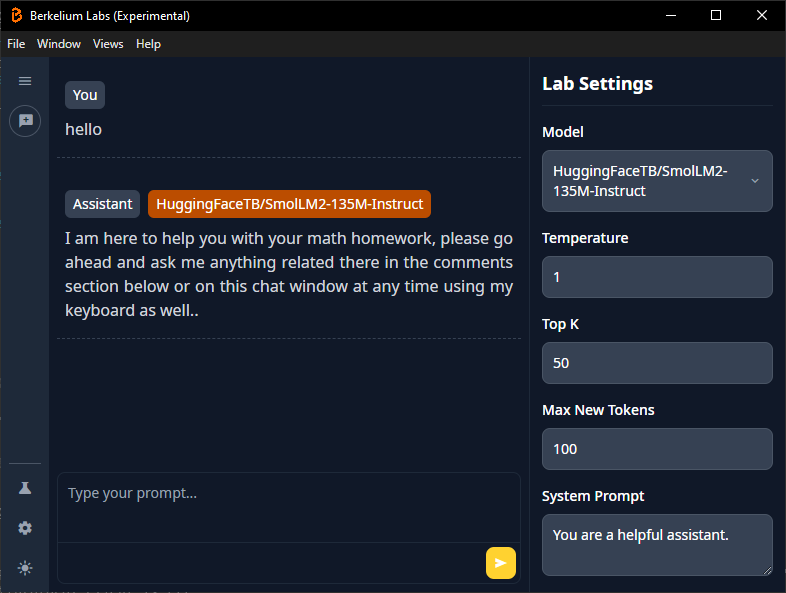 Berkelium Labs (Experimental)
File Window Views Help
You
hello
Assistant HuggingFaceTB/SmolLM2-135M-Instruct
I am here to help you with your math homework, please go
ahead and ask me anything related there in the comments
section below or on this chat window at any time using my
keyboard as well..
Type your prompt...
Lab Settings
Model
HuggingFaceTB/SmolLM2-
135M-Instruct
Temperature
1
Top K
50
Max New Tokens
100
System Prompt
You are a helpful assistant.